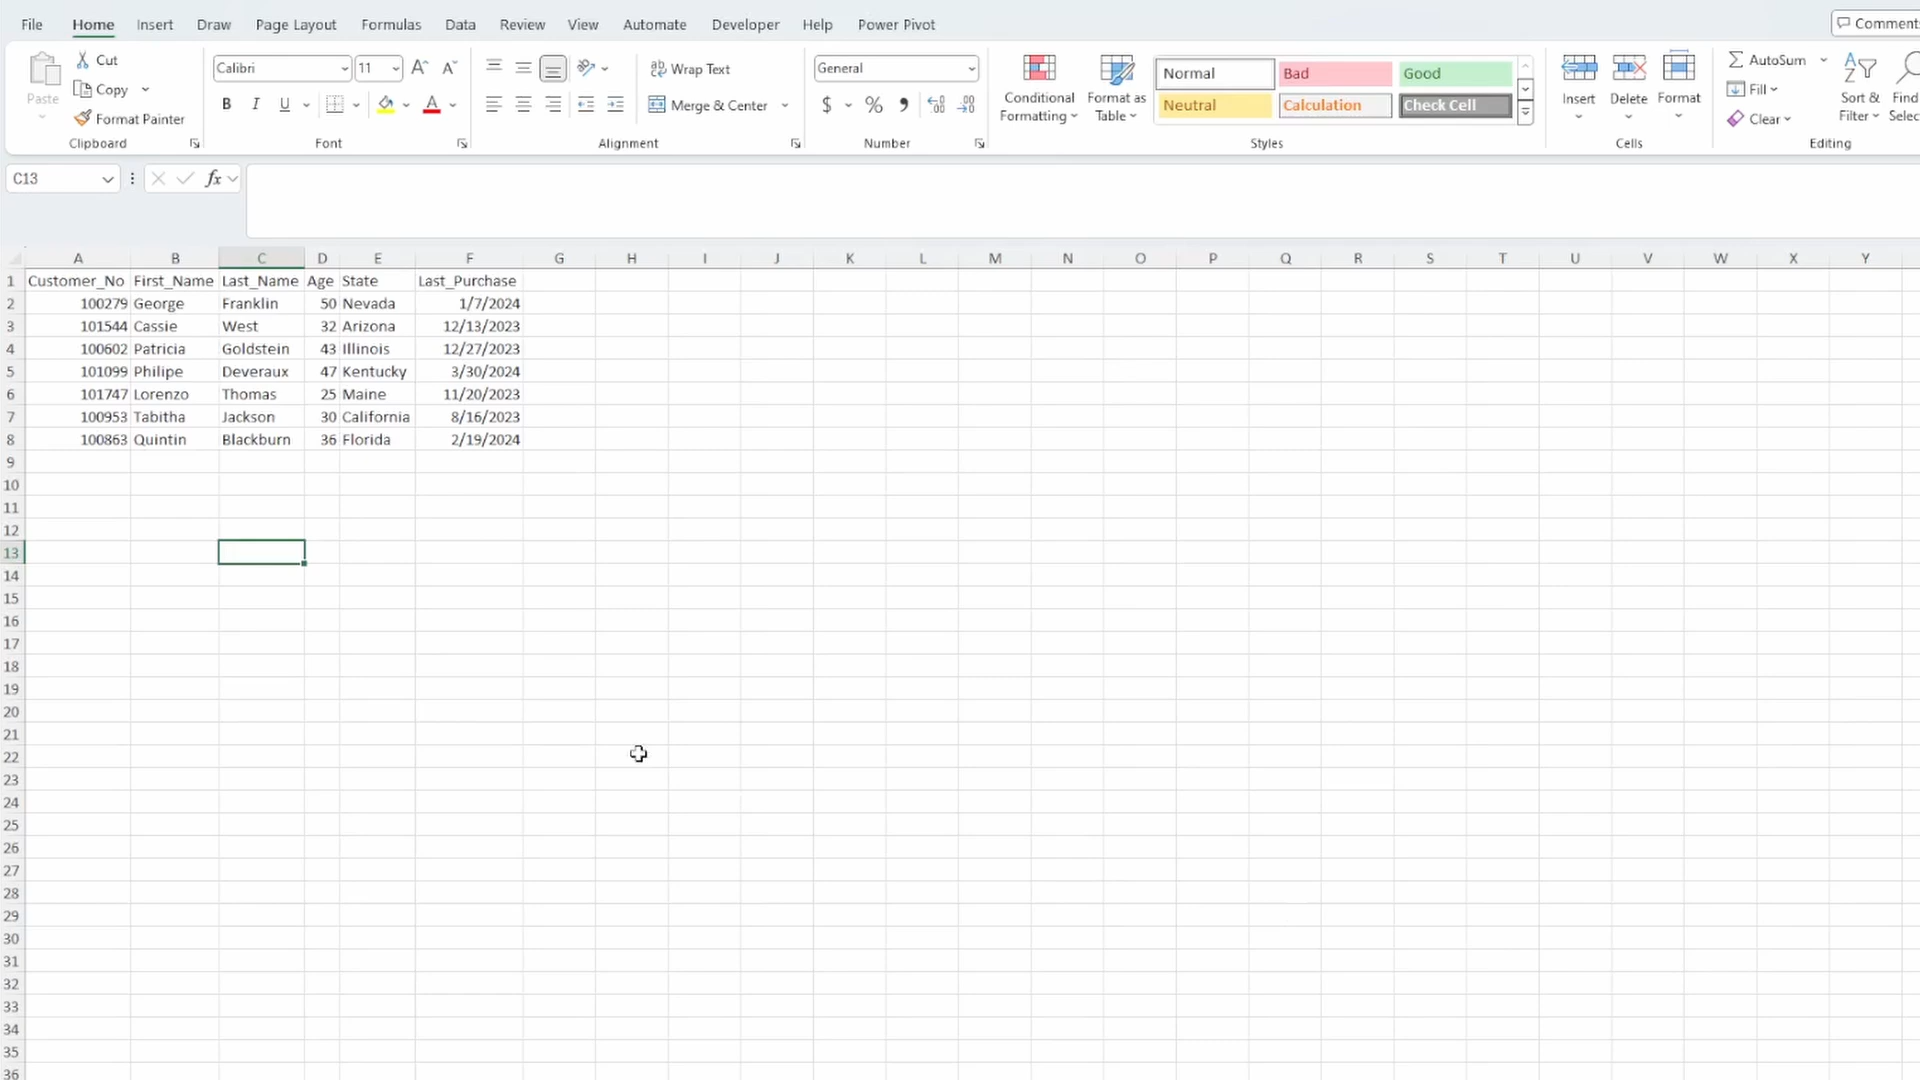 File Home Insert Draw Page Layout Formulas Data Review View Automate Developer Help Power Pivot
Paste Cut Copy Format Painter
Calibri 11
B I U A
Wrap Text
Merge & Center
General
$ %
Conditional Formatting Format as Table
Normal Bad Good
Neutral Calculation Check Cell
Insert Delete Format
AutoSum
Fill
Clear
Sort & Filter
Find
Clipboard Font Alignment Number Styles Cells Editing
C13 fx
A B C D E F G H I J K L M N O P Q R S T U V W X Y
1 Customer_No First_Name Last_Name Age State Last_Purchase
2 100279 George Franklin 50 Nevada 1/7/2024
3 101544 Cassie West 32 Arizona 12/13/2023
4 100602 Patricia Goldstein 43 Illinois 12/27/2023
5 101099 Philipe Deveraux 47 Kentucky 3/30/2024
6 101747 Lorenzo Thomas 25 Maine 11/20/2023
7 100953 Tabitha Jackson 30 California 8/16/2023
8 100863 Quintin Blackburn 36 Florida 2/19/2024
9
10
11
12
13
14
15
16
17
18
19
20
21
22
23
24
25
26
27
28
29
30
31
32
33
34
35
36